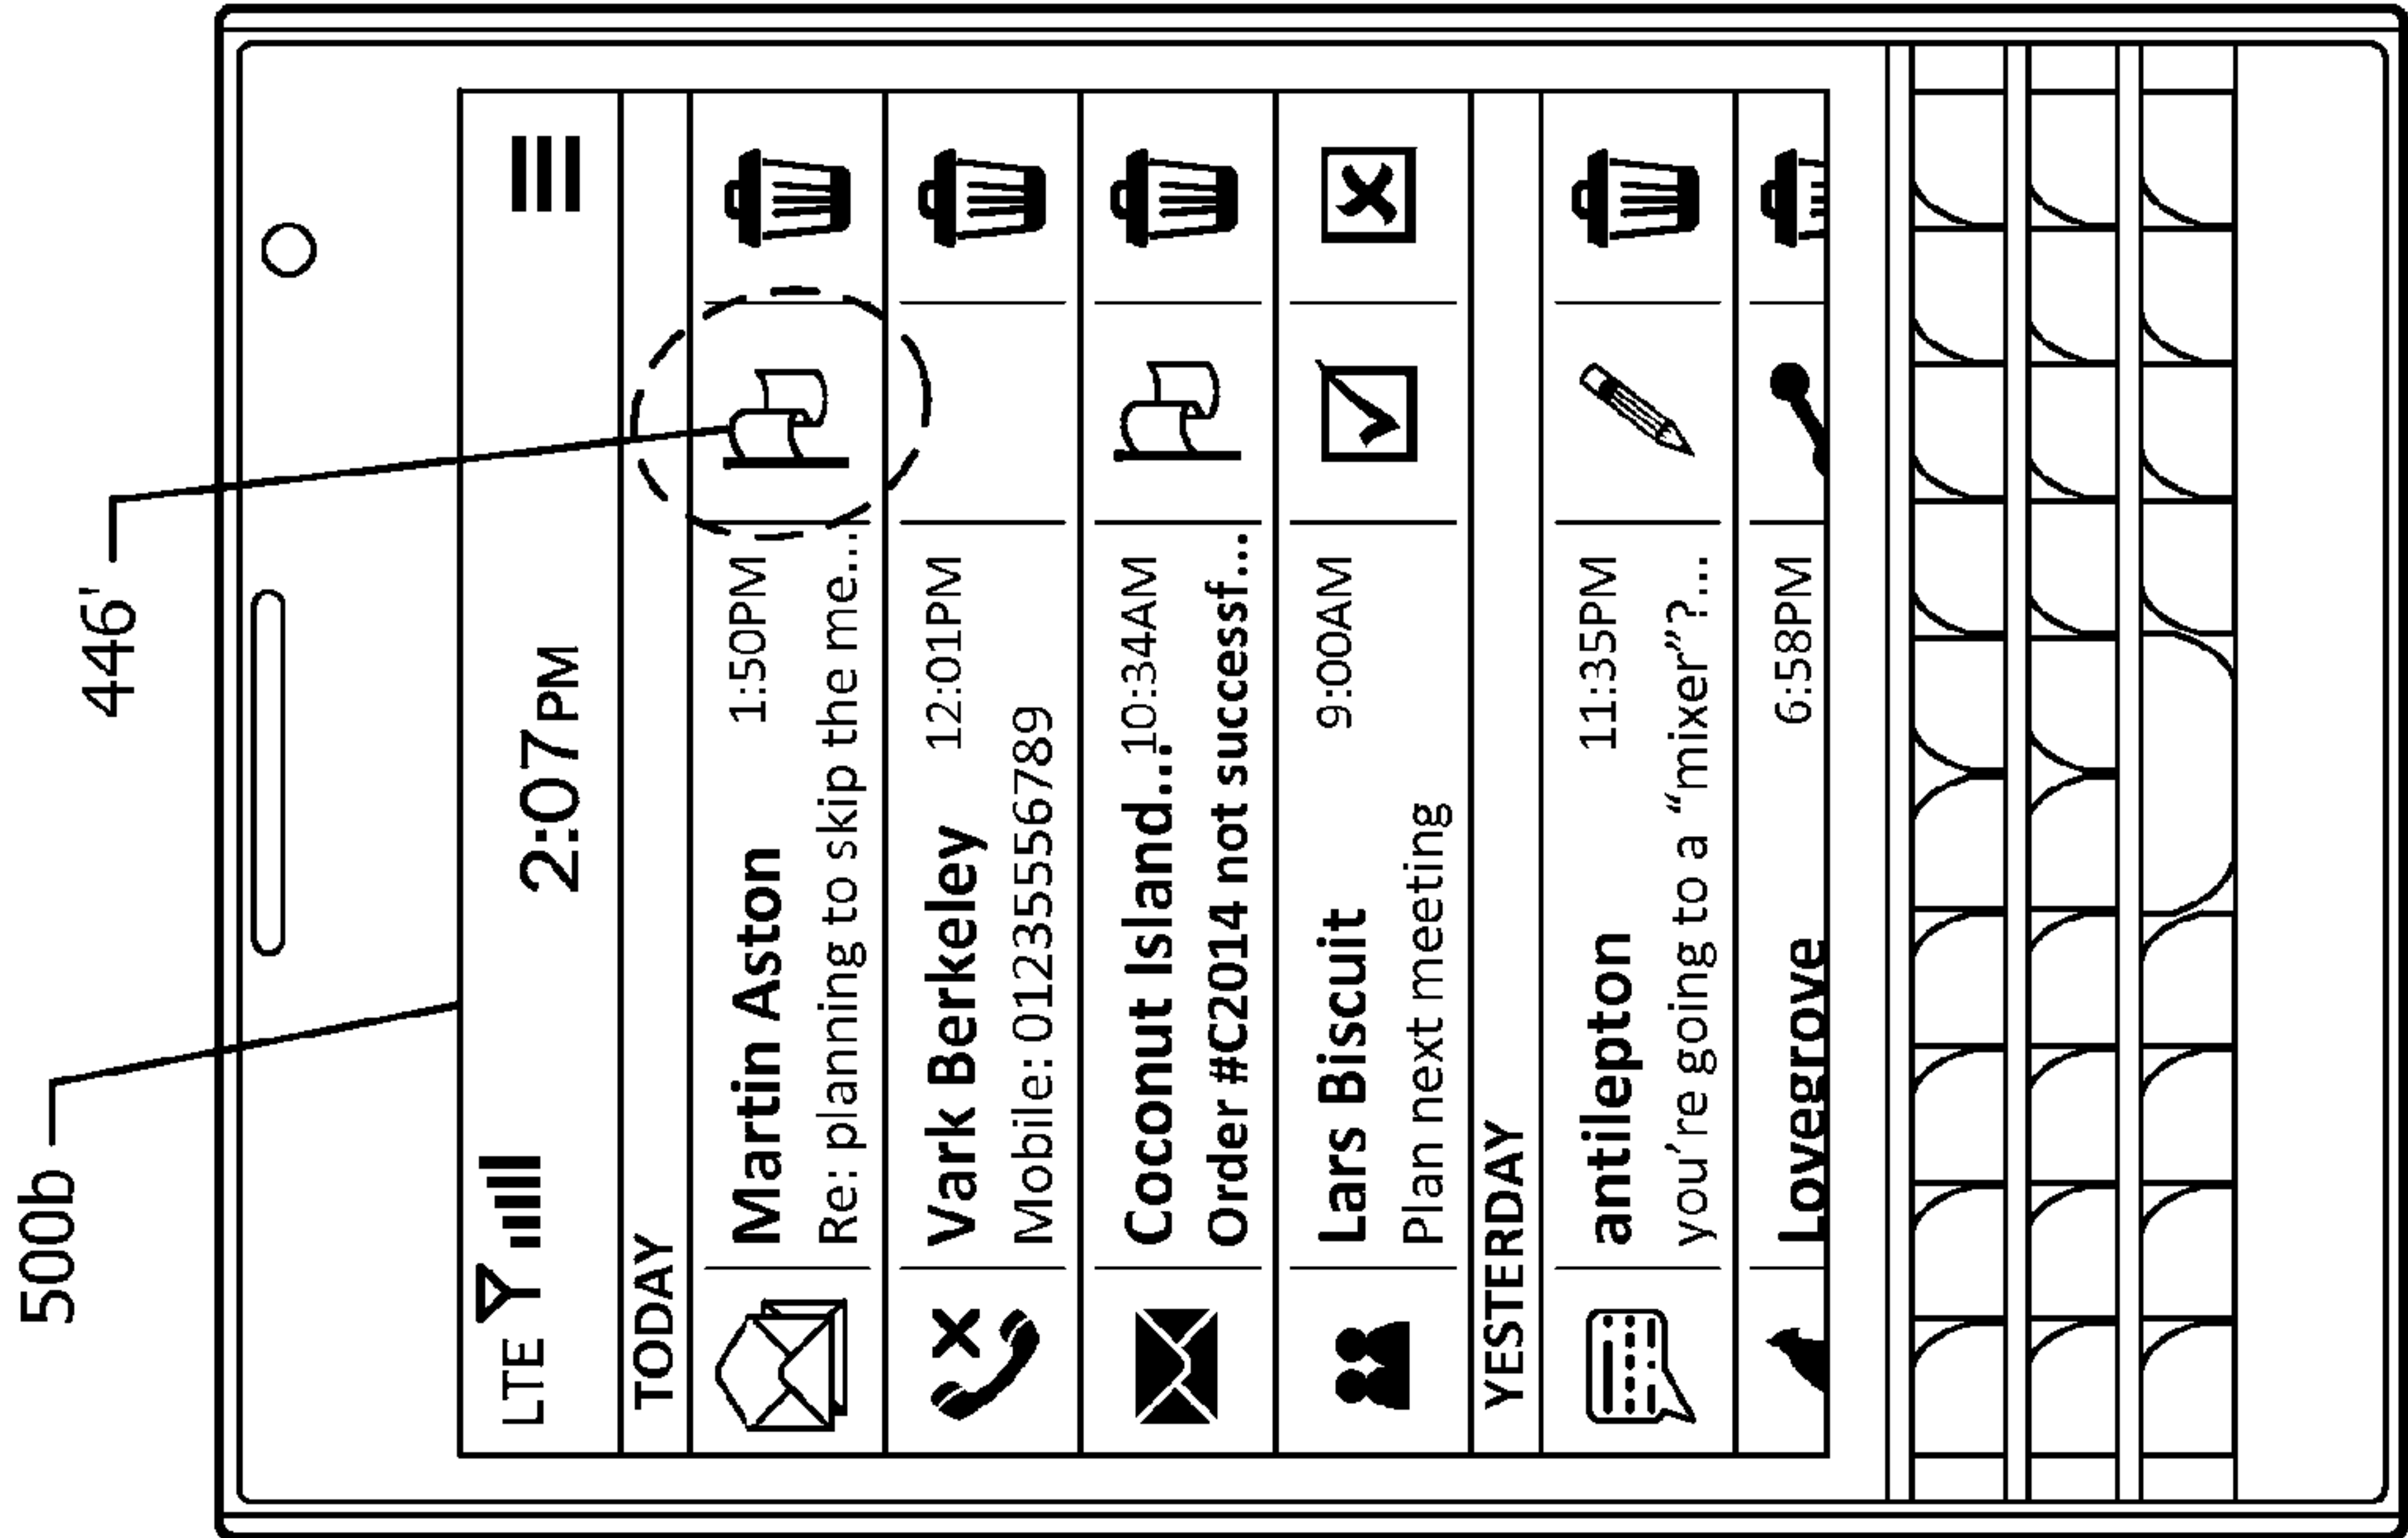 500b
446'
LTE
2:07PM
TODAY
Martin Aston 1:50PM
Re: planning to skip the me...
Vark Berkeley 12:01PM
Mobile: 01235556789
Coconut Island... 10:34AM
Order #C2014 not successf...
Lars Biscuit 9:00AM
Plan next meeting
YESTERDAY
antilepton 11:35PM
you're going to a “mixer”?...
Lovegrove 6:58PM